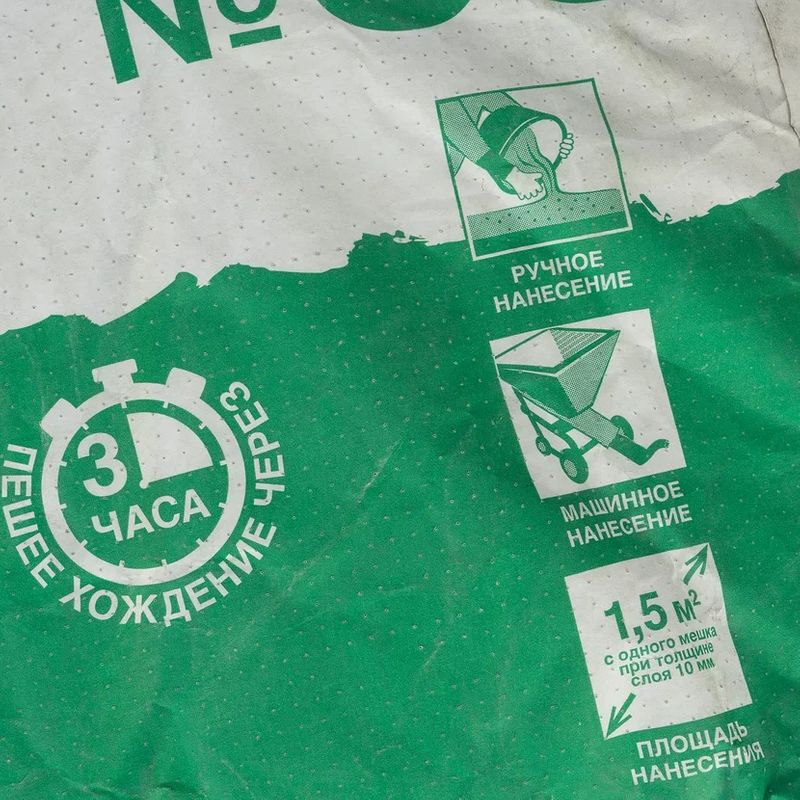 №
РУЧНОЕ
НАНЕСЕНИЕ
3
ЧАСА
ПЕШЕЕ ХОЖДЕНИЕ ЧЕРЕЗ
МАШИННОЕ
НАНЕСЕНИЕ
1,5 м²
с одного мешка
при толщине
слоя 10 мм
ПЛОЩАДЬ
НАНЕСЕНИЯ